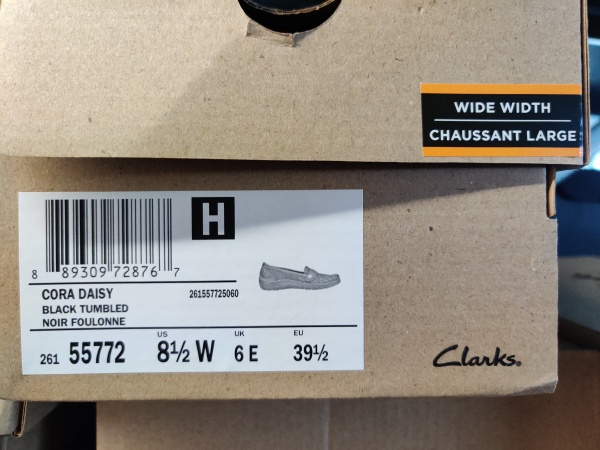 WIDE WIDTH
CHAUSSANT LARGE
H
8 89309 72876 7
CORA DAISY 261557725060
BLACK TUMBLED
NOIR FOULONNE
US UK EU
261 55772 8½ W 6 E 39½
Clarks.